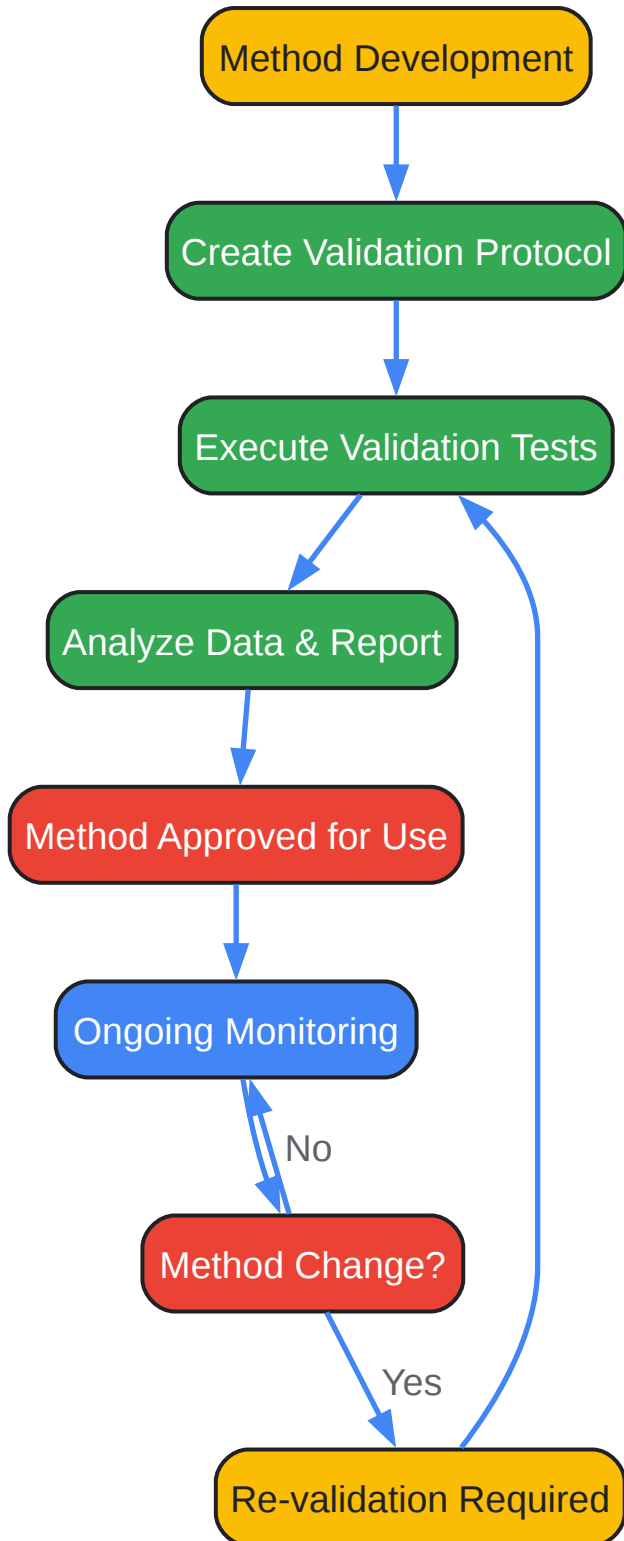 Method Development
Create Validation Protocol
Execute Validation Tests
Analyze Data & Report
Method Approved for Use
Ongoing Monitoring
No
Method Change?
Yes
Re-validation Required